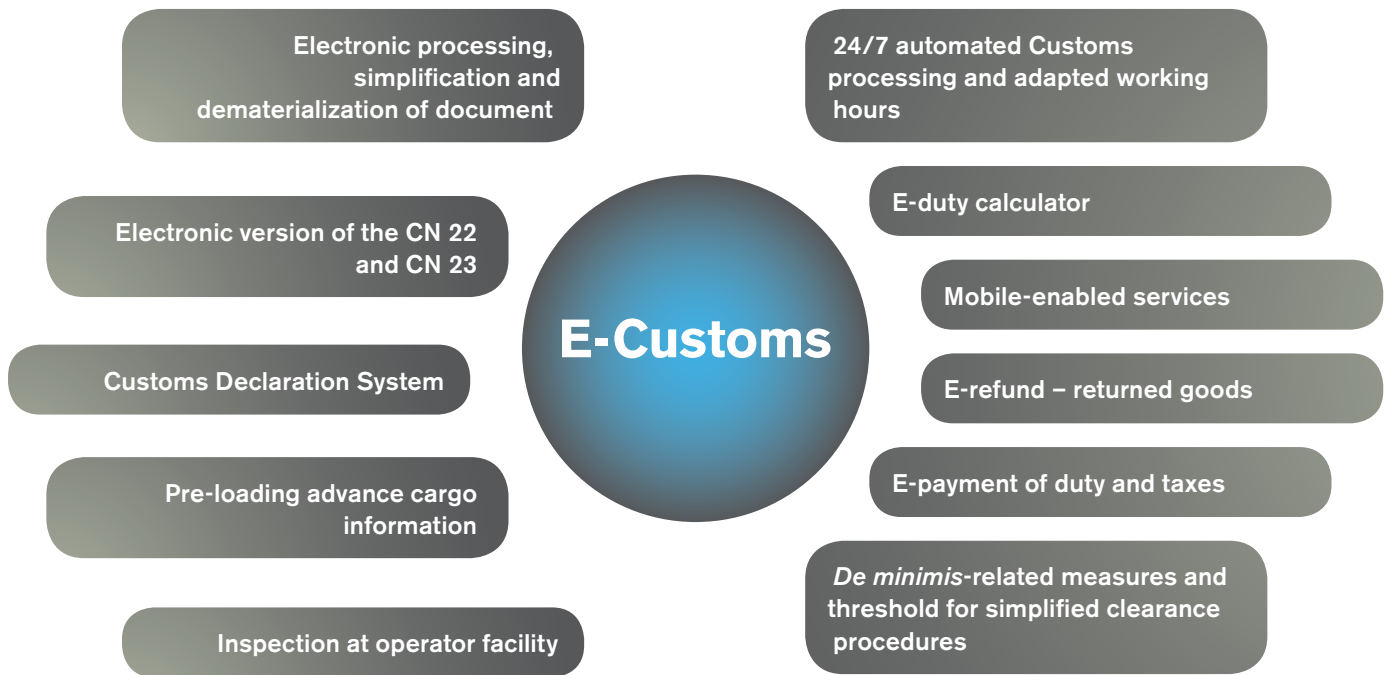 Electronic processing,
simplification and
dematerialization of document
Electronic version of the CN 22
and CN 23
Customs Declaration System
Pre-loading advance cargo
information
Inspection at operator facility
E-Customs
24/7 automated Customs
processing and adapted working
hours
E-duty calculator
Mobile-enabled services
E-refund – returned goods
E-payment of duty and taxes
De minimis-related measures and
threshold for simplified clearance
procedures